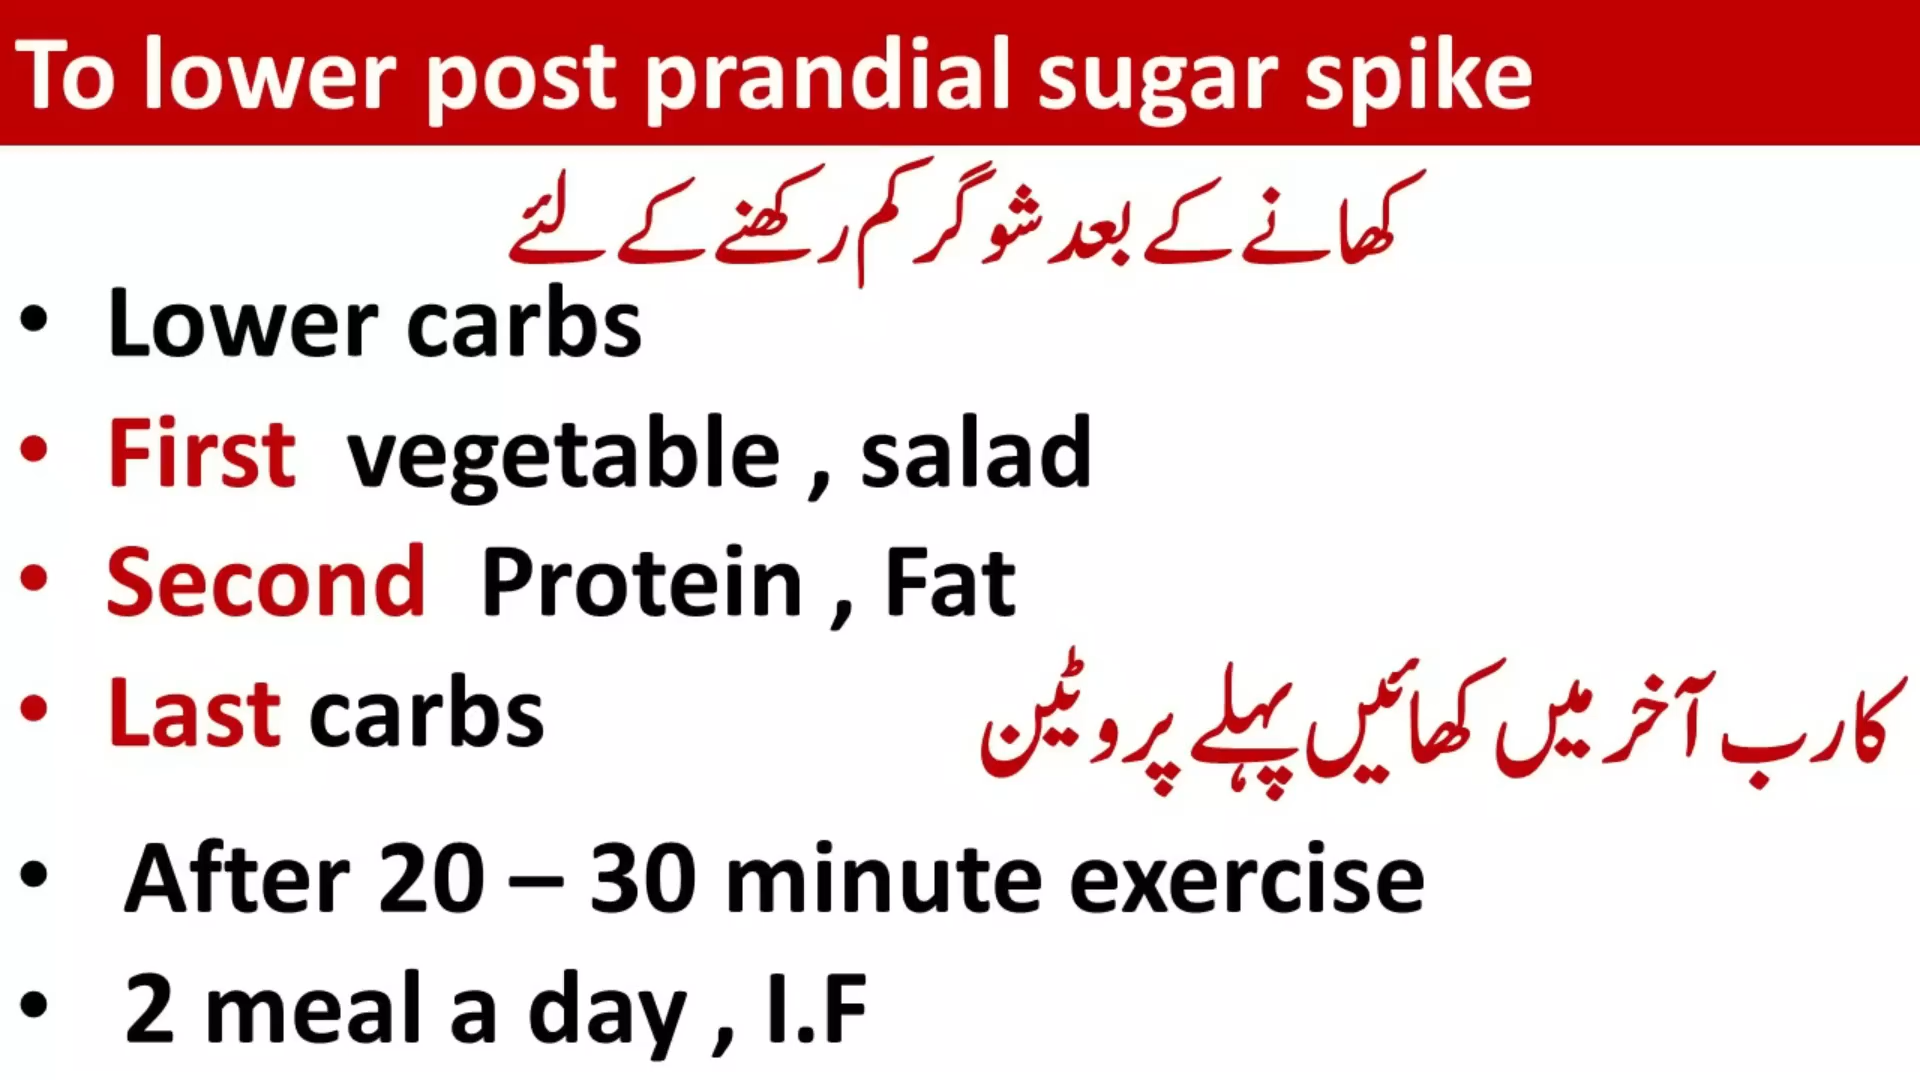 To lower post prandial sugar spike
کھانے کے بعد شوگر کم رکھنے کے لئے
• Lower carbs
• First vegetable , salad
• Second Protein , Fat
• Last carbs
کارب آخر میں کھائیں پہلے پروٹین
• After 20 – 30 minute exercise
• 2 meal a day , I.F